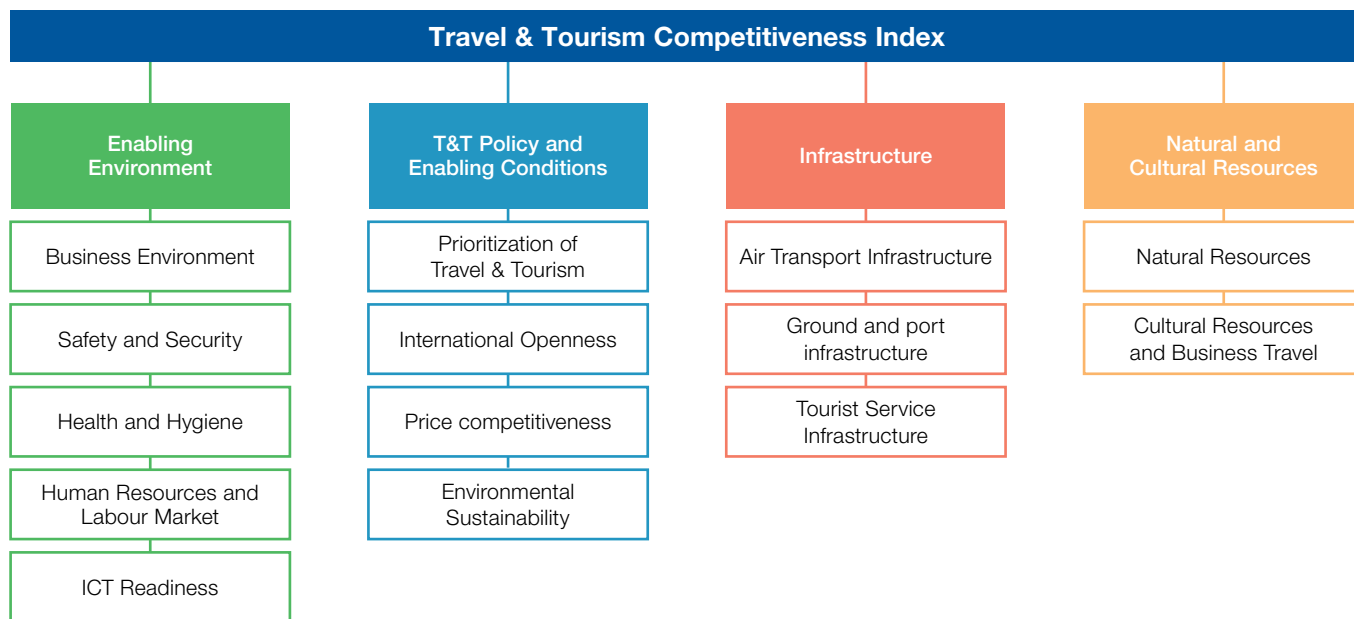 Travel & Tourism Competitiveness Index
Enabling
Environment
Business Environment
Safety and Security
Health and Hygiene
Human Resources and
Labour Market
ICT Readiness
T&T Policy and
Enabling Conditions
Prioritization of
Travel & Tourism
International Openness
Price competitiveness
Environmental
Sustainability
Infrastructure
Air Transport Infrastructure
Ground and port
infrastructure
Tourist Service
Infrastructure
Natural and
Cultural Resources
Natural Resources
Cultural Resources
and Business Travel